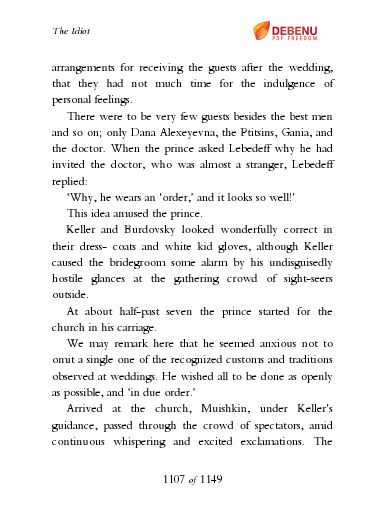 The Idiot
DEBENU
PDF FREEDOM
arrangements for receiving the guests after the wedding,
that they had not much time for the indulgence of
personal feelings.
There were to be very few guests besides the best men
and so on; only Dana Alexeyevna, the Ptitsins, Gania, and
the doctor. When the prince asked Lebedeff why he had
invited the doctor, who was almost a stranger, Lebedeff
replied:
'Why, he wears an 'order,' and it looks so well!'
This idea amused the prince.
Keller and Burdovsky looked wonderfully correct in
their dress- coats and white kid gloves, although Keller
caused the bridegroom some alarm by his undisguisedly
hostile glances at the gathering crowd of sight-seers
outside.
At about half-past seven the prince started for the
church in his carriage.
We may remark here that he seemed anxious not to
omit a single one of the recognized customs and traditions
observed at weddings. He wished all to be done as openly
as possible, and 'in due order.'
Arrived at the church, Muishkin, under Keller's
guidance, passed through the crowd of spectators, amid
continuous whispering and excited exclamations. The
1107 of 1149